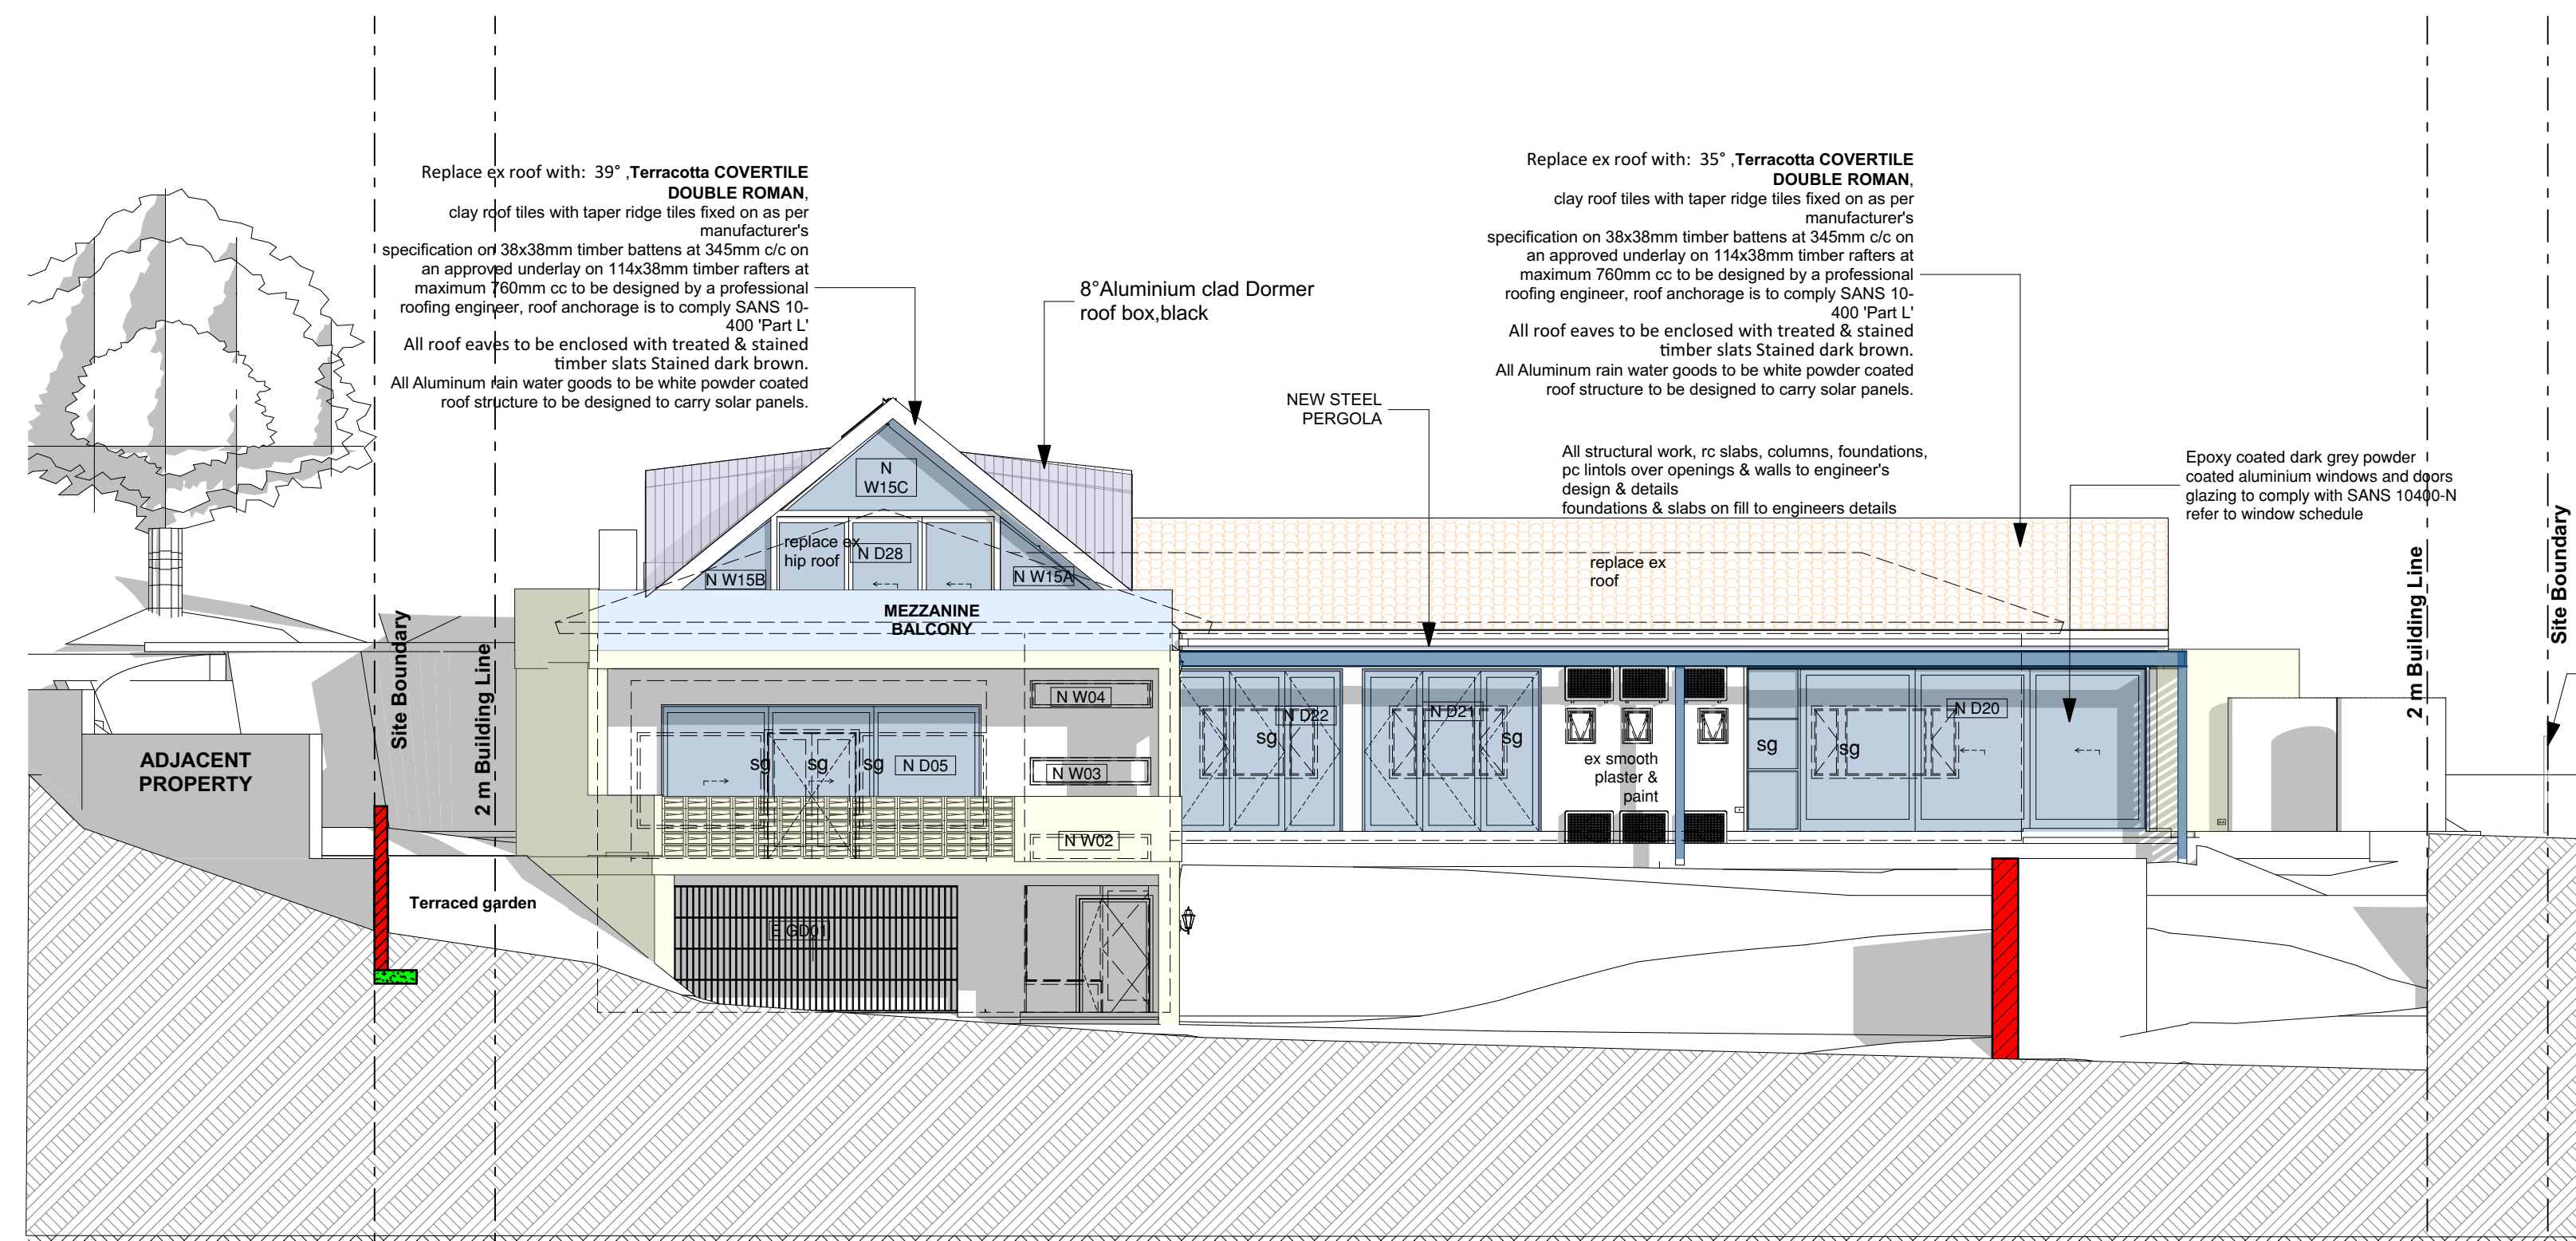 Replace ex roof with:  39° ,Terracotta COVERTILE
DOUBLE ROMAN,
clay roof tiles with taper ridge tiles fixed on as per
manufacturer's
specification on 38x38mm timber battens at 345mm c/c on
an approved underlay on 114x38mm timber rafters at
maximum 760mm cc to be designed by a professional
roofing engineer, roof anchorage is to comply SANS 10-
400 'Part L'
All roof eaves to be enclosed with treated & stained
timber slats Stained dark brown.
All Aluminum rain water goods to be white powder coated
roof structure to be designed to carry solar panels.
8°Aluminium clad Dormer
roof box,black
NEW STEEL
PERGOLA
Replace ex roof with:  35° ,Terracotta COVERTILE
DOUBLE ROMAN,
clay roof tiles with taper ridge tiles fixed on as per
manufacturer's
specification on 38x38mm timber battens at 345mm c/c on
an approved underlay on 114x38mm timber rafters at
maximum 760mm cc to be designed by a professional
roofing engineer, roof anchorage is to comply SANS 10-
400 'Part L'
All roof eaves to be enclosed with treated & stained
timber slats Stained dark brown.
All Aluminum rain water goods to be white powder coated
roof structure to be designed to carry solar panels.
All structural work, rc slabs, columns, foundations,
pc lintols over openings & walls to engineer's
design & details
foundations & slabs on fill to engineers details
Epoxy coated dark grey powder
coated aluminium windows and doors
glazing to comply with SANS 10400-N
refer to window schedule
N
W15C
replace ex
hip roof
N D28
N W15B
N W15A
replace ex
roof
MEZZANINE
BALCONY
Site Boundary
2 m Building Line
2 m Building Line
Site Boundary
ADJACENT
PROPERTY
Terraced garden
N W04
N W03
N W02
sg
sg
sg
N D05
N D22
sg
N D21
sg
ex smooth
plaster &
paint
sg
sg
N D20
E GD01